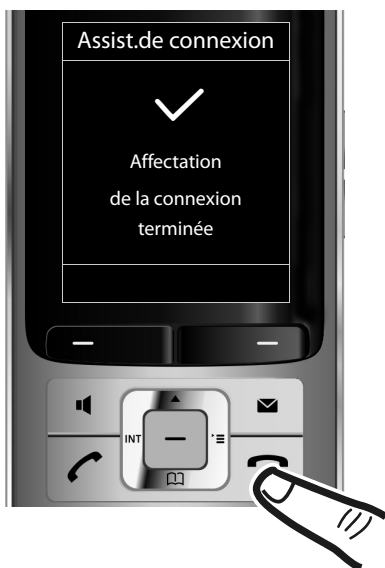 Assist.de connexion
Affectation
de la connexion
terminée
INT